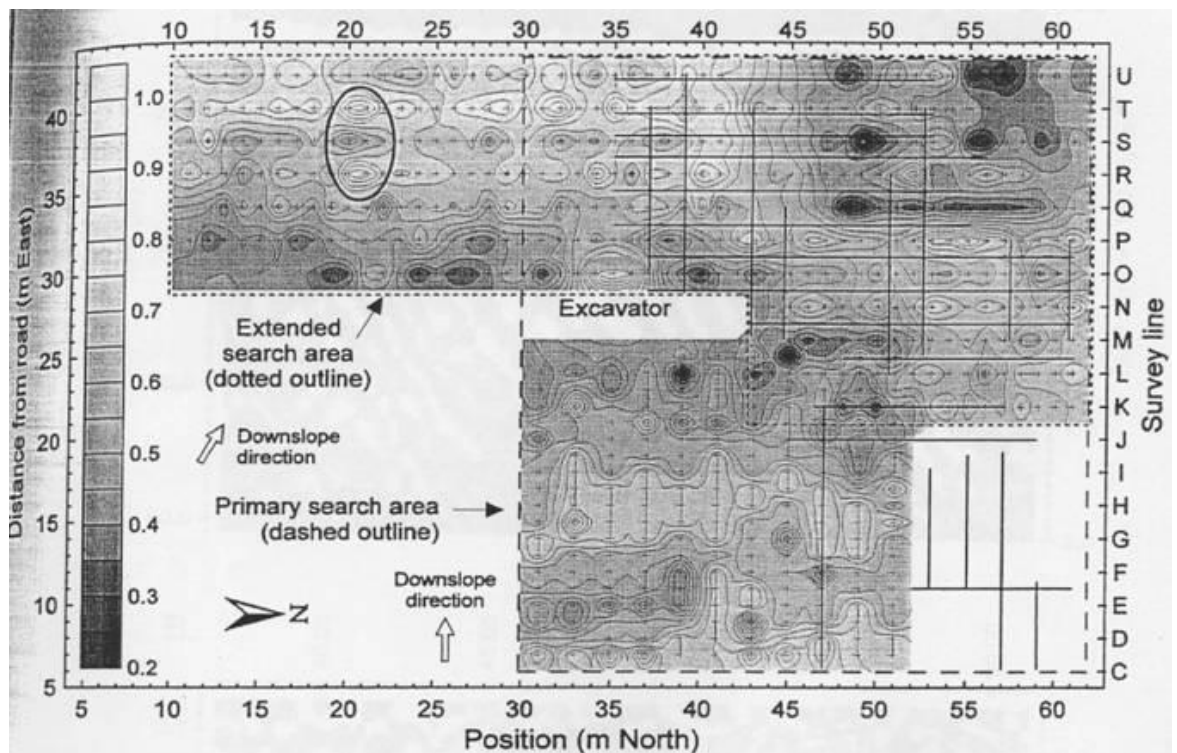 10 15 20 25 30 35 40 45 50 55 60
40
35
30
25
20
15
10
5
Distance from road (m East)
1.0
0.9
0.8
0.7
0.6
0.5
0.4
0.3
0.2
Extended
search area
(dotted outline)
Downslope
direction
Primary search area
(dashed outline)
Downslope
direction
N
Excavator
U
T
S
R
Q
P
O
N
M
L
K
J
I
H
G
F
E
D
C
Survey line
5 10 15 20 25 30 35 40 45 50 55 60
Position (m North)